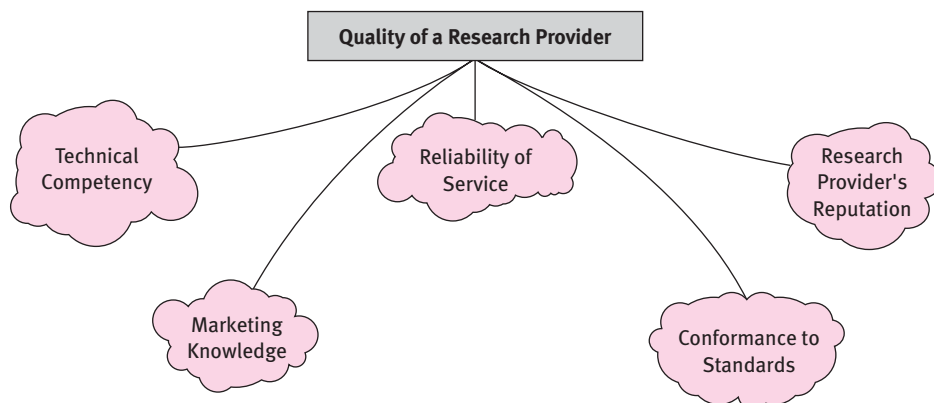 Quality of a Research Provider
Technical
Competency
Reliability of
Service
Research
Provider's
Reputation
Marketing
Knowledge
Conformance to
Standards